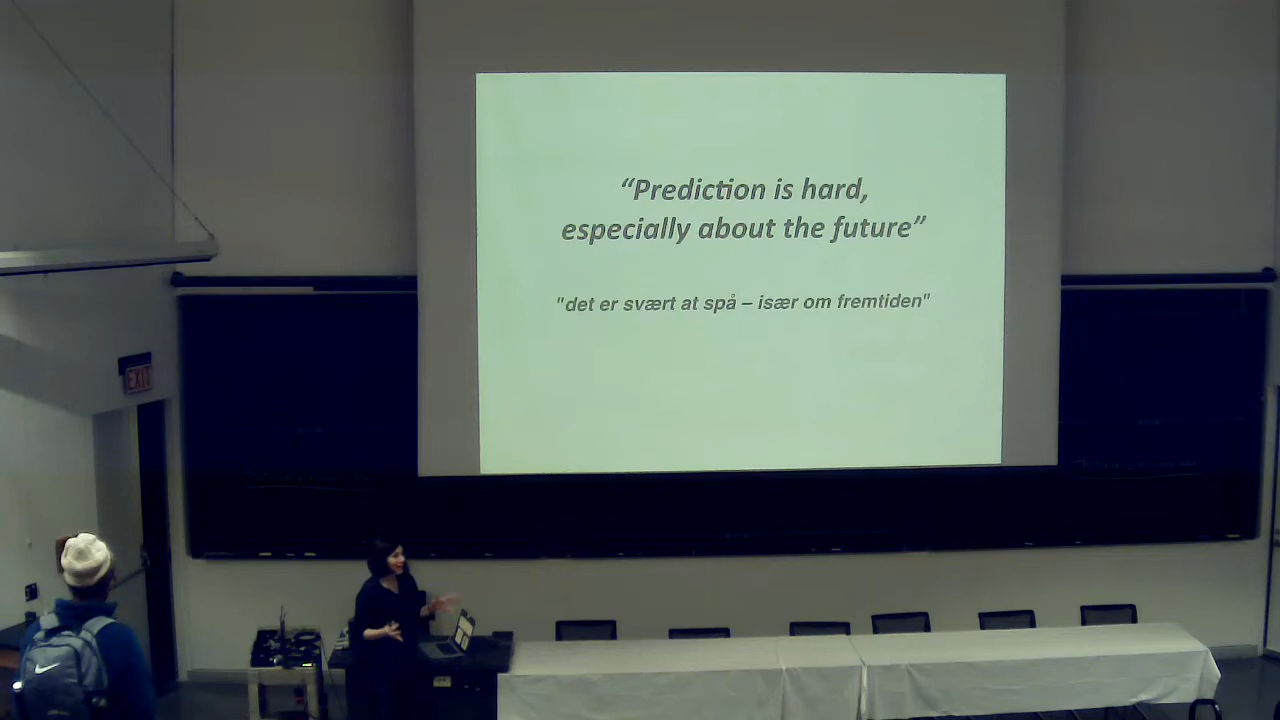 “Prediction is hard,
especially about the future”
"det er svært at spå – især om fremtiden"
EXIT